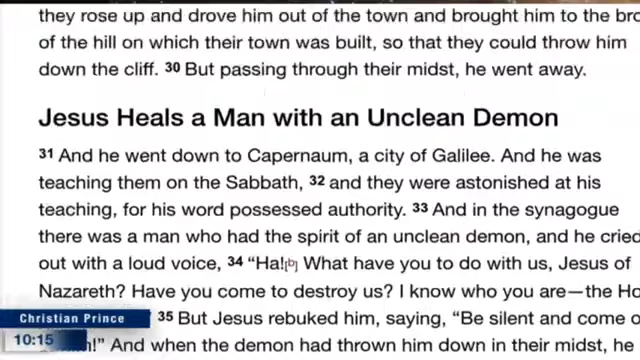 they rose up and drove him out of the town and brought him to the bro
of the hill on which their town was built, so that they could throw him
down the cliff. 30 But passing through their midst, he went away.
Jesus Heals a Man with an Unclean Demon
31 And he went down to Capernaum, a city of Galilee. And he was
teaching them on the Sabbath, 32 and they were astonished at his
teaching, for his word possessed authority. 33 And in the synagogue
there was a man who had the spirit of an unclean demon, and he cried
out with a loud voice, 34 “Ha![b] What have you to do with us, Jesus of
Nazareth? Have you come to destroy us? I know who you are—the Ho
Christian Prince
35 But Jesus rebuked him, saying, “Be silent and come o
10:15
!” And when the demon had thrown him down in their midst, he